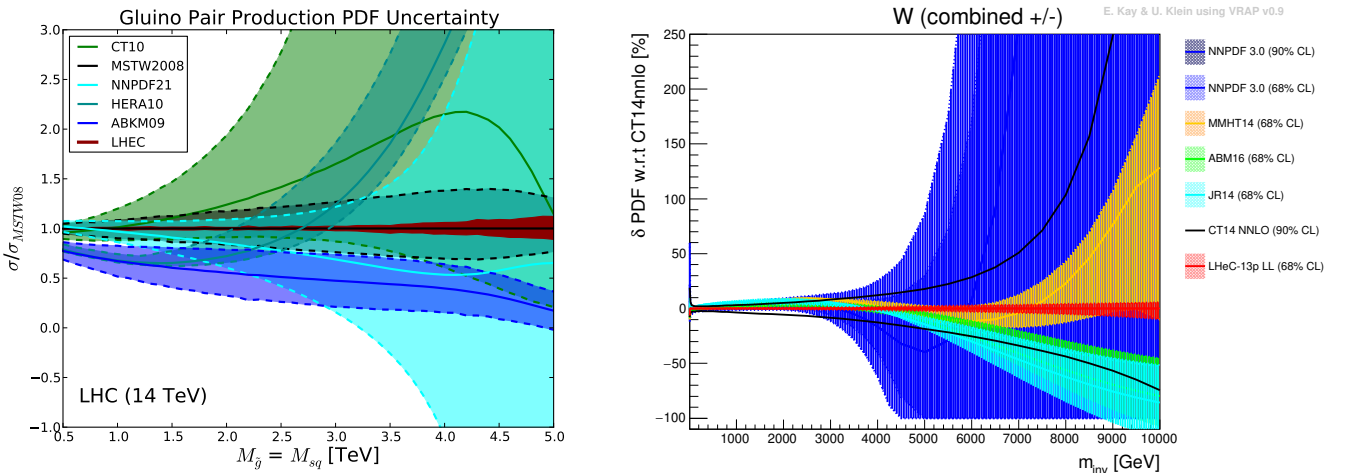 Gluino Pair Production PDF Uncertainty
3.0
2.5
2.0
1.5
1.0
0.5
0.0
−0.5
−1.0
σ/σ_MSTW08
CT10
MSTW2008
NNPDF21
HERA10
ABKM09
LHEC
LHC (14 TeV)
0.5 1.0 1.5 2.0 2.5 3.0 3.5 4.0 4.5 5.0
M_g̃ = M_sq [TeV]
W (combined +/-)
E. Kay & U. Klein using VRAP v0.9
δ PDF w.r.t CT14nnlo [%]
250
200
150
100
50
0
−50
−100
1000 2000 3000 4000 5000 6000 7000 8000 9000 10000
m_inv [GeV]
NNPDF 3.0 (90% CL)
NNPDF 3.0 (68% CL)
MMHT14 (68% CL)
ABM16 (68% CL)
JR14 (68% CL)
CT14 NNLO (90% CL)
LHeC-13p LL (68% CL)